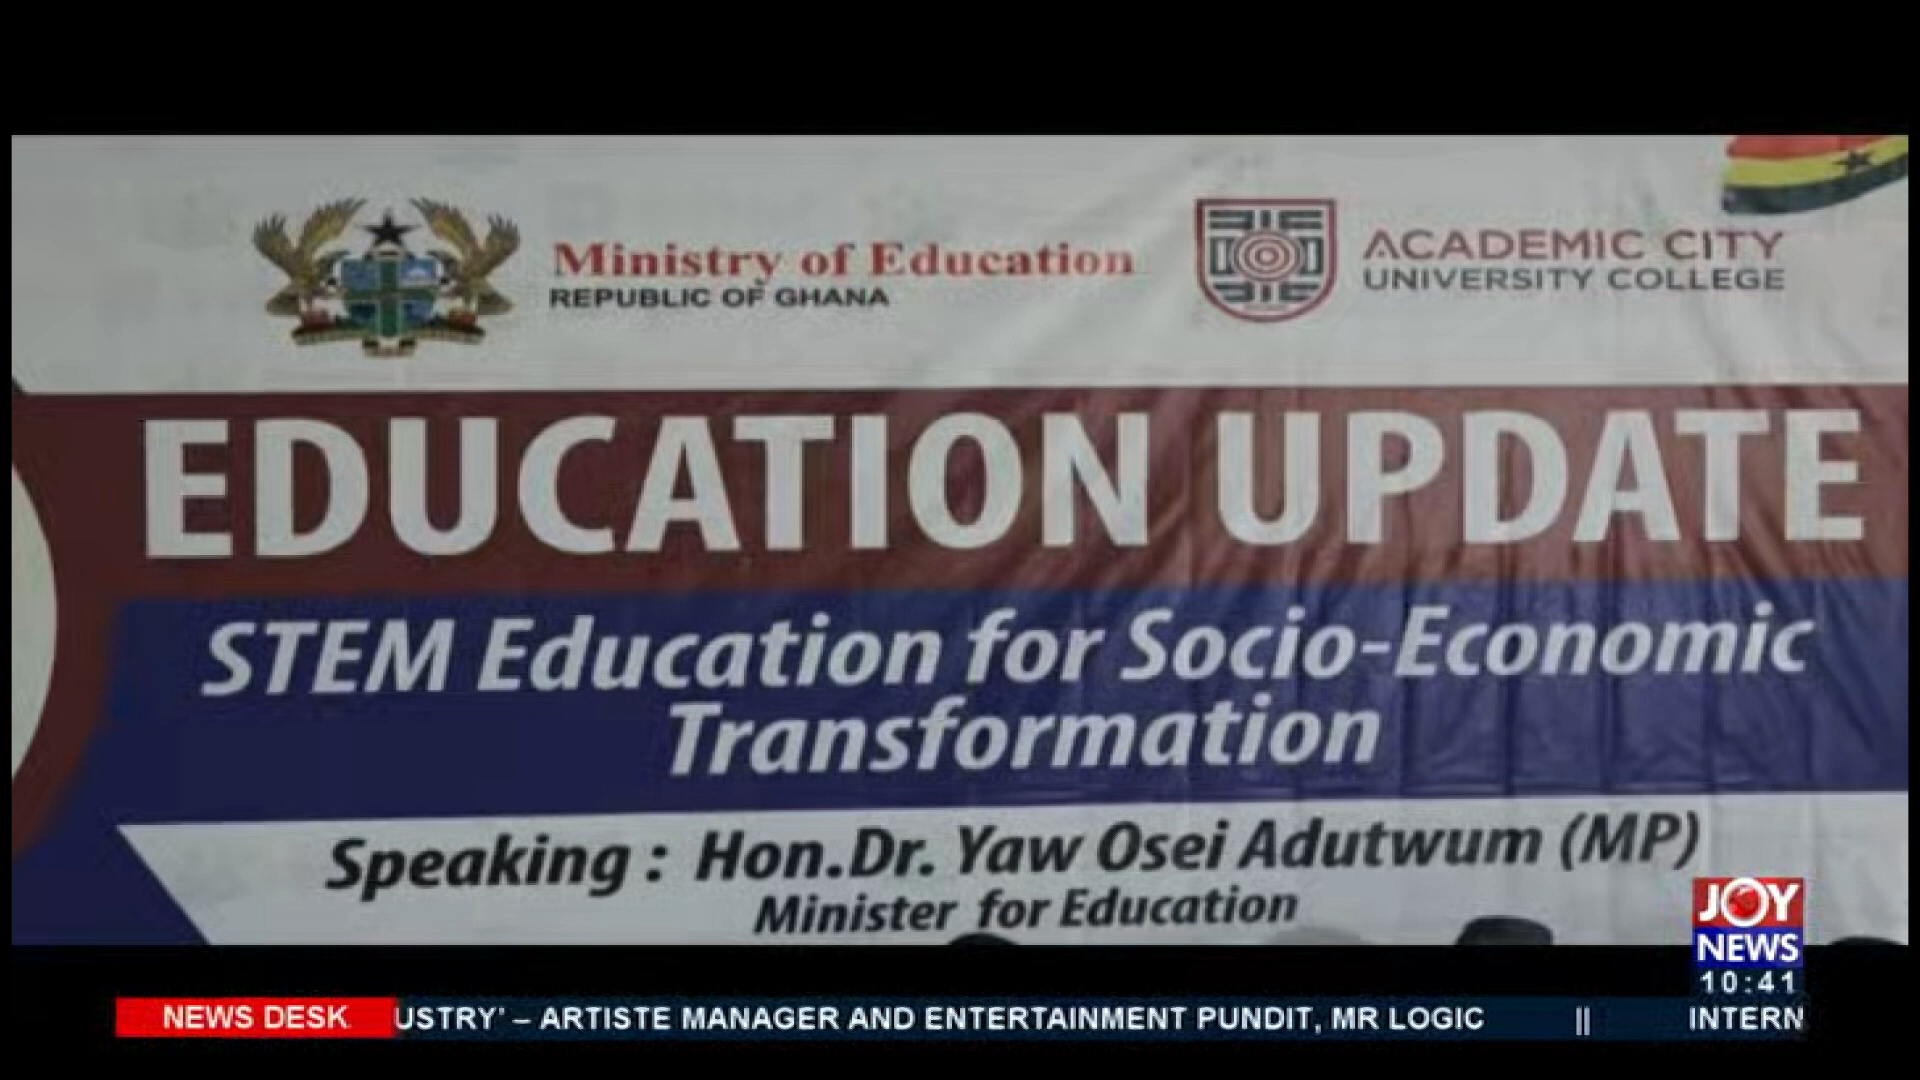 Ministry of Education
REPUBLIC OF GHANA
ACADEMIC CITY
UNIVERSITY COLLEGE
EDUCATION UPDATE
STEM Education for Socio-Economic
Transformation
Speaking : Hon.Dr. Yaw Osei Adutwum (MP)
Minister for Education
JOY
NEWS
10:41
NEWS DESK
USTRY' – ARTISTE MANAGER AND ENTERTAINMENT PUNDIT, MR LOGIC || INTERN